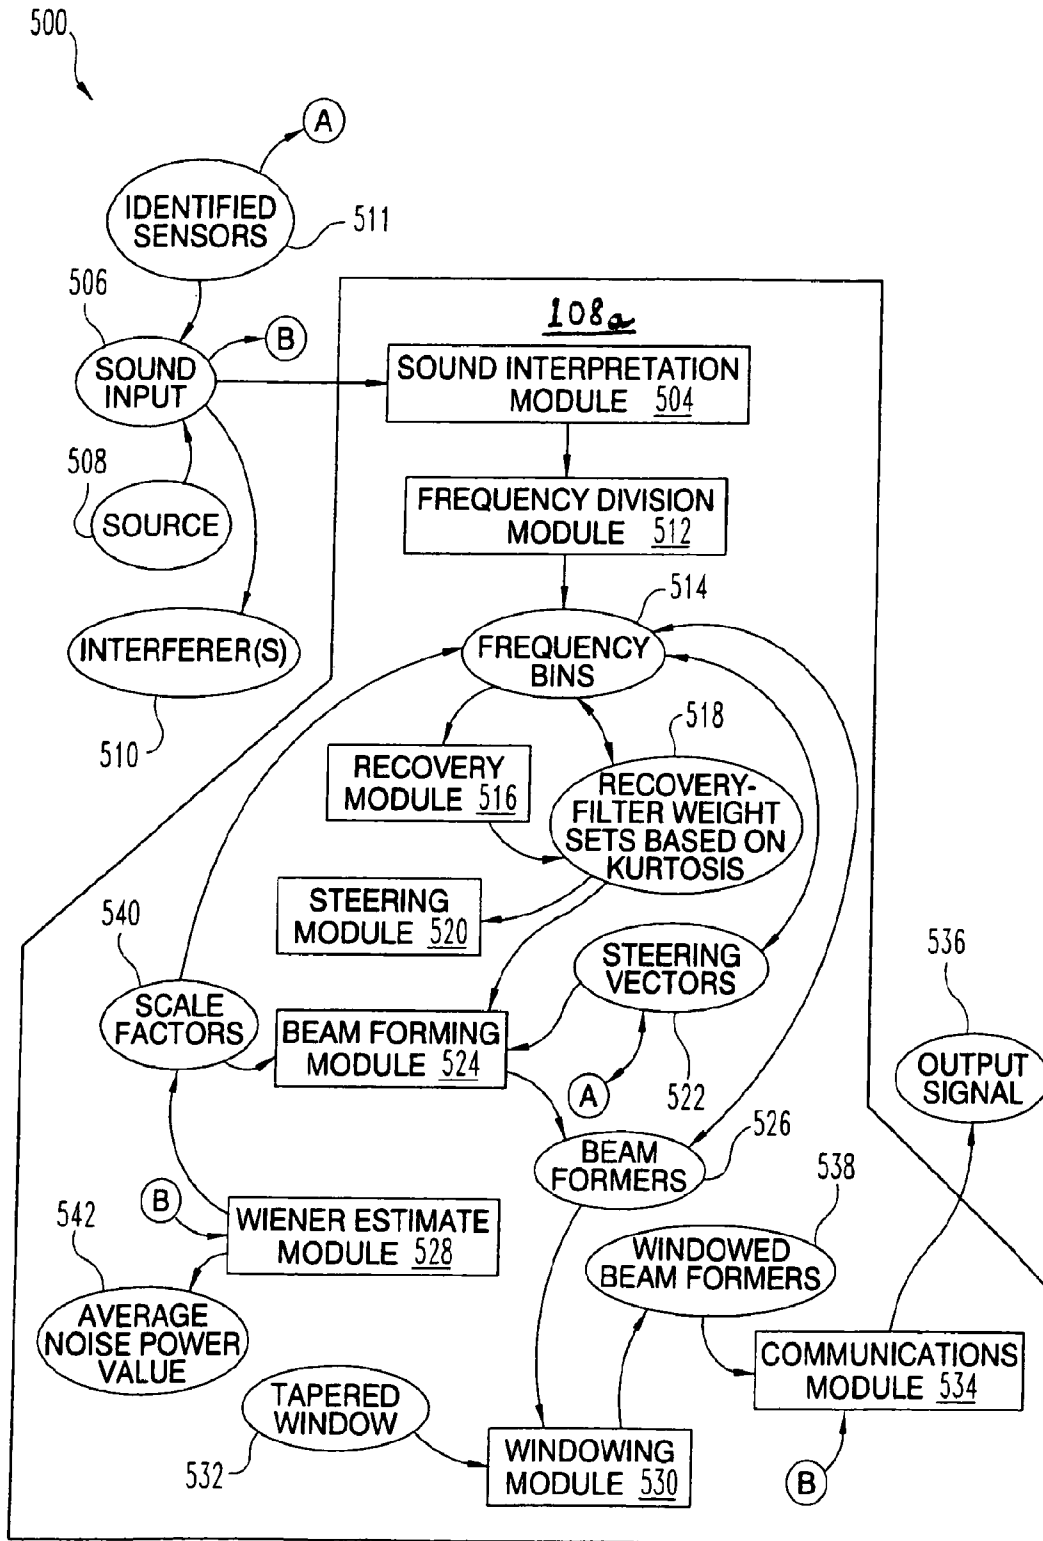 500
A
IDENTIFIED
SENSORS
511
506
B
108a
SOUND
INPUT
SOUND INTERPRETATION
MODULE 504
508
SOURCE
FREQUENCY DIVISION
MODULE 512
514
INTERFERER(S)
FREQUENCY
BINS
510
518
RECOVERY
MODULE 516
RECOVERY-
FILTER WEIGHT
SETS BASED ON
KURTOSIS
STEERING
MODULE 520
540
STEERING
VECTORS
536
SCALE
FACTORS
BEAM FORMING
MODULE 524
OUTPUT
SIGNAL
A
522
526
BEAM
FORMERS
538
B
542
WIENER ESTIMATE
MODULE 528
WINDOWED
BEAM FORMERS
AVERAGE
NOISE POWER
VALUE
COMMUNICATIONS
MODULE 534
TAPERED
WINDOW
532
WINDOWING
MODULE 530
B